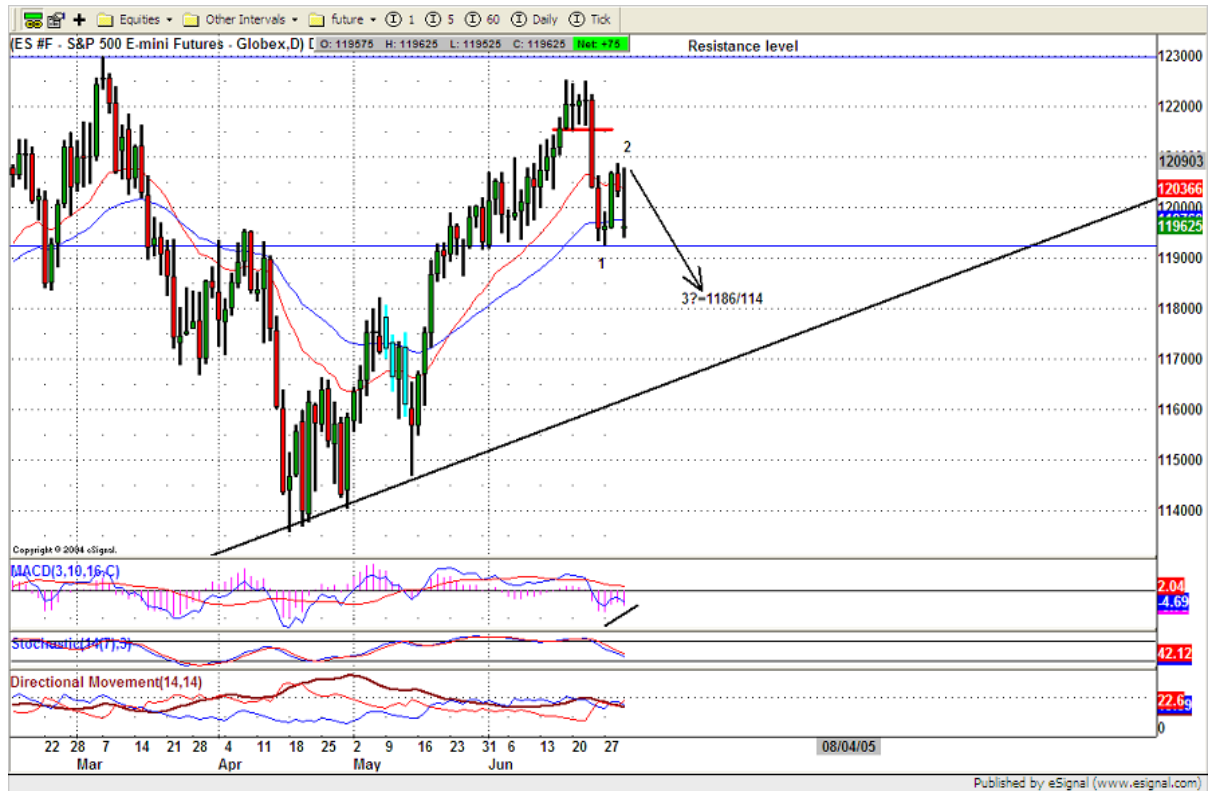 Equities Other Intervals future 1 5 60 Daily Tick
(ES #F - S&P 500 E-mini Futures - Globex,D) O: 119575 H: 119625 L: 119525 C: 119625 Net: +75
Resistance level
123000
122000
120903
120366
120000
119625
119000
118000
117000
116000
115000
114000
2
1
3?=1186/114
Copyright © 2004 eSignal.
MACD(3,10,16,C)
2.04
-4.69
Stochastic(14(7),3)
42.12
Directional Movement(14,14)
22.6
0
22 28 7 14 21 28 4 11 18 25 2 9 16 23 31 6 13 20 27 08/04/05
Mar Apr May Jun
Published by eSignal (www.esignal.com)